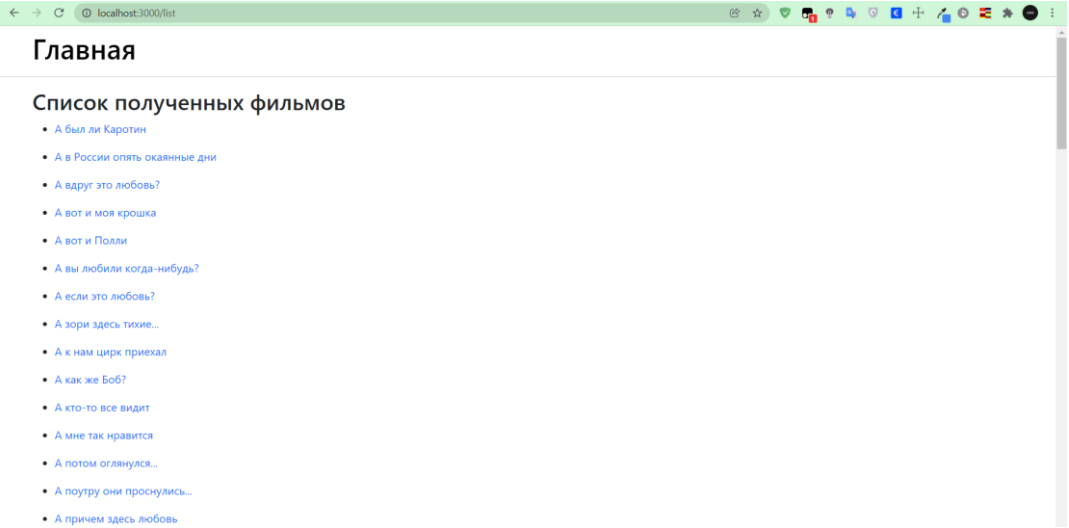 localhost:3000/list
Главная
Список полученных фильмов
А был ли Каротин
А в России опять окаянные дни
А вдруг это любовь?
А вот и моя крошка
А вот и Полли
А вы любили когда-нибудь?
А если это любовь?
А зори здесь тихие...
А к нам цирк приехал
А как же Боб?
А кто-то все видит
А мне так нравится
А потом оглянулся...
А поутру они проснулись...
А причем здесь любовь